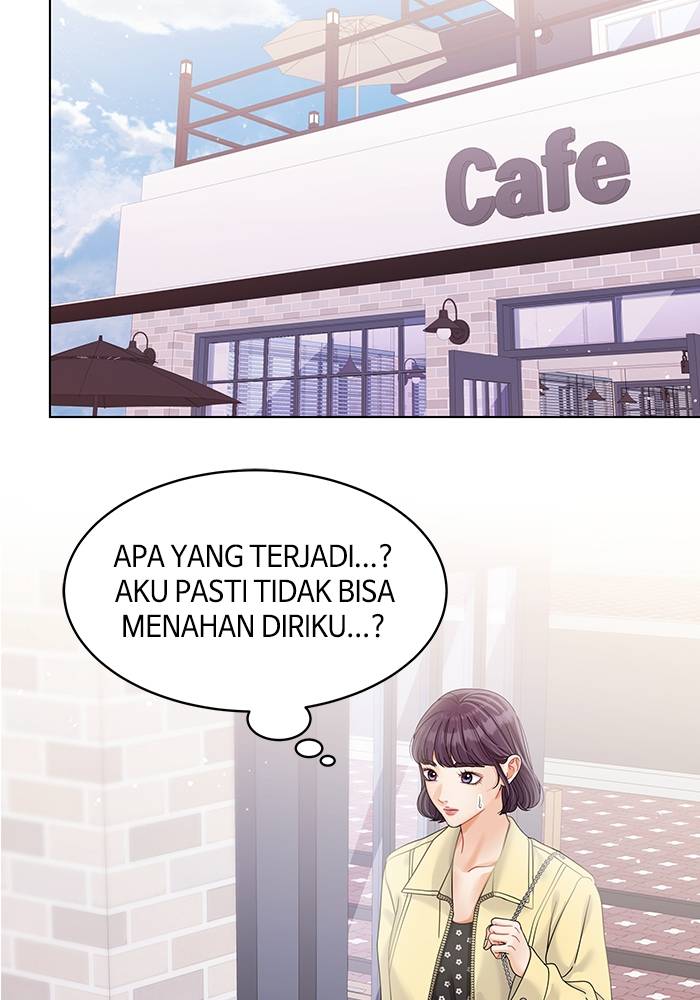 Cafe
APA YANG TERJADI...?
AKU PASTI TIDAK BISA
MENAHAN DIRIKU...?